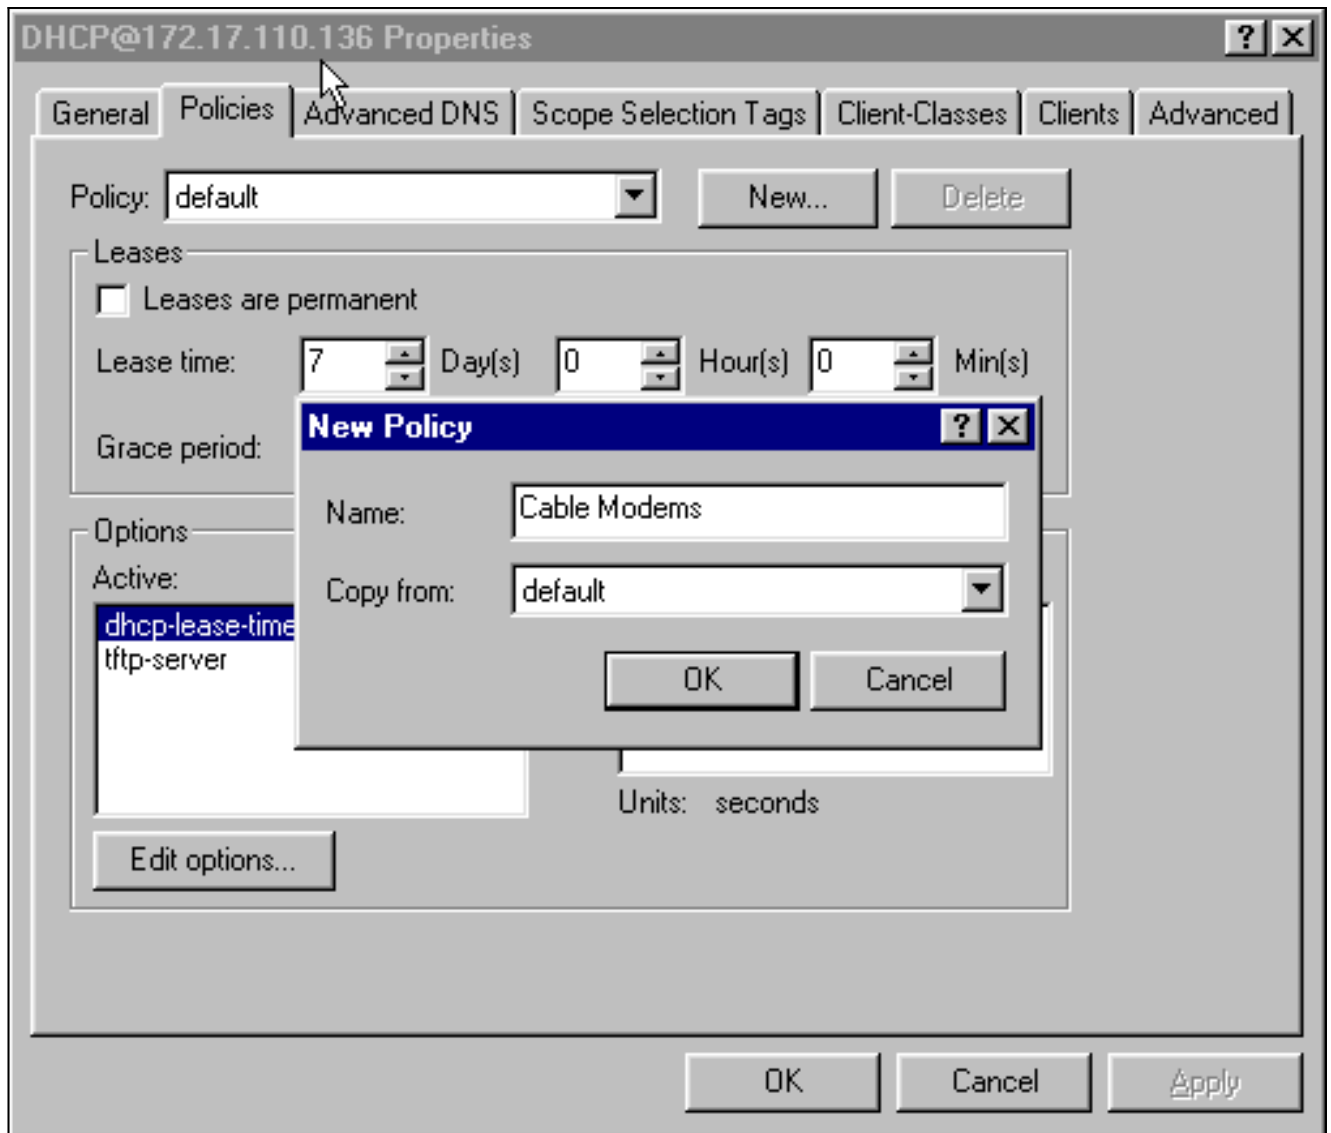 DHCP@172.17.110.136 Properties
General Policies Advanced DNS Scope Selection Tags Client-Classes Clients Advanced
Policy: default New... Delete
Leases
Leases are permanent
Lease time: 7 Day(s) 0 Hour(s) 0 Min(s)
Grace period:
New Policy
Name: Cable Modems
Copy from: default
OK Cancel
Options
Active:
dhcp-lease-time
tftp-server
Units: seconds
Edit options...
OK Cancel Apply